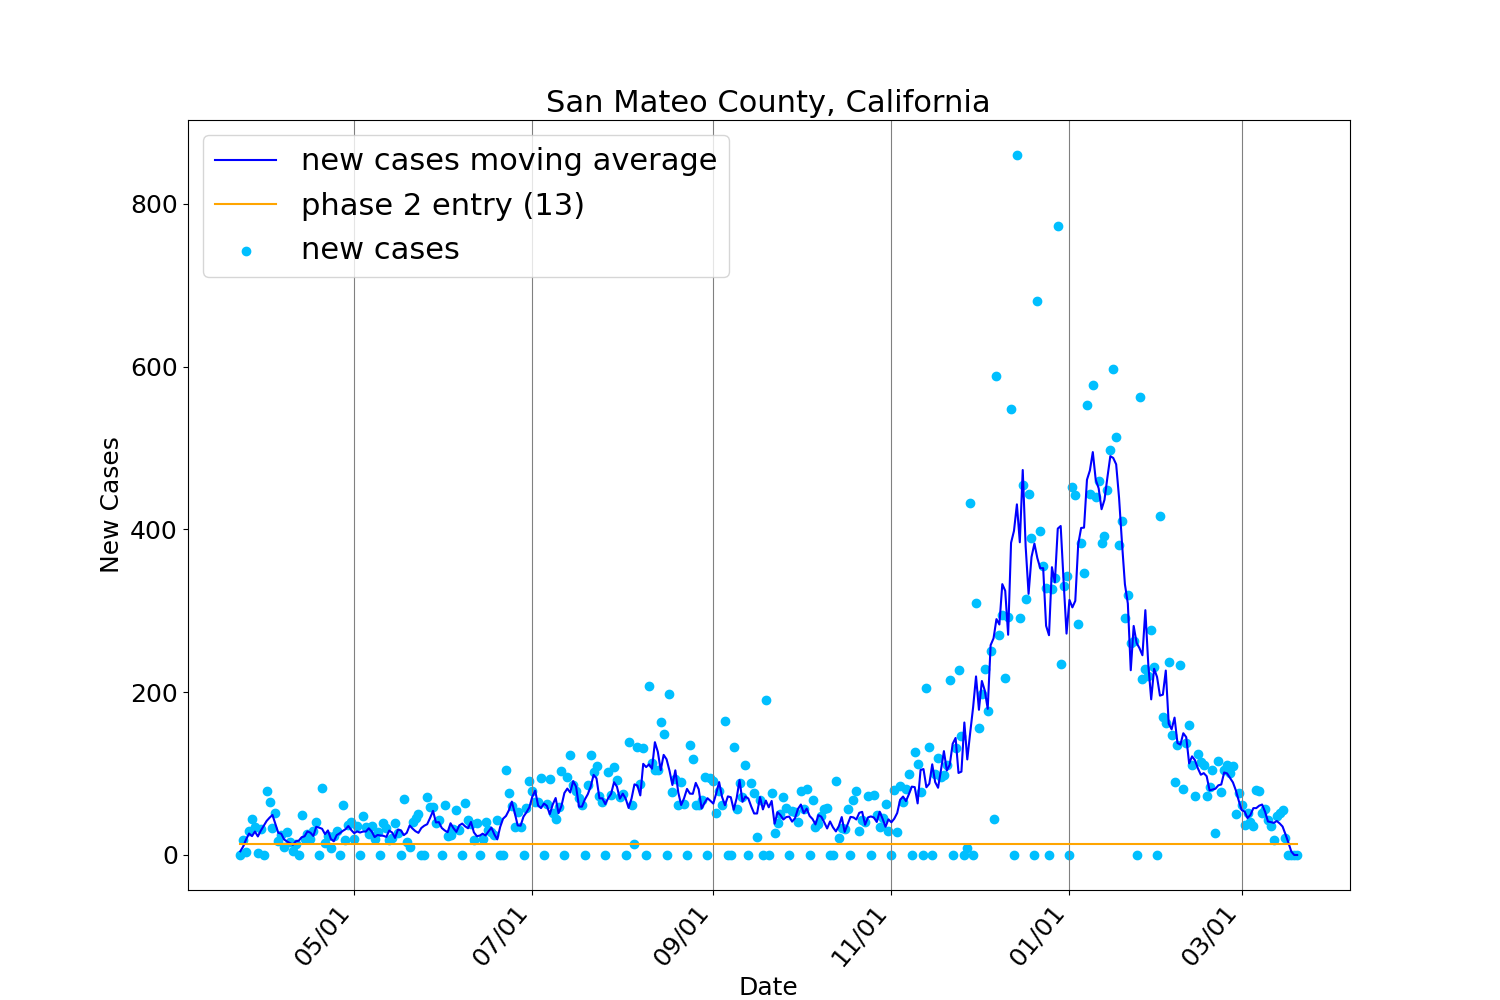 San Mateo County, California
new cases moving average
phase 2 entry (13)
new cases
800
600
400
200
0
New Cases
05/01
07/01
09/01
11/01
01/01
03/01
Date